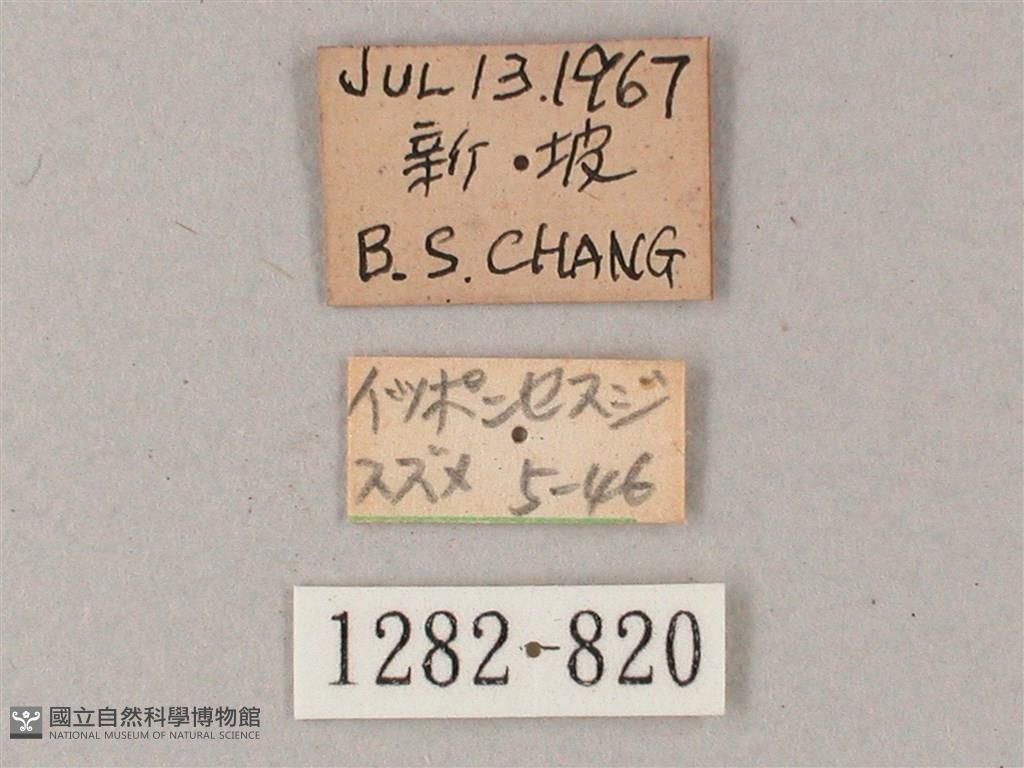 JUL 13.1967
新坡
B. S. CHANG
イッポンセスジ
スズメ 5-46
1282-820
國立自然科學博物館
NATIONAL MUSEUM OF NATURAL SCIENCE